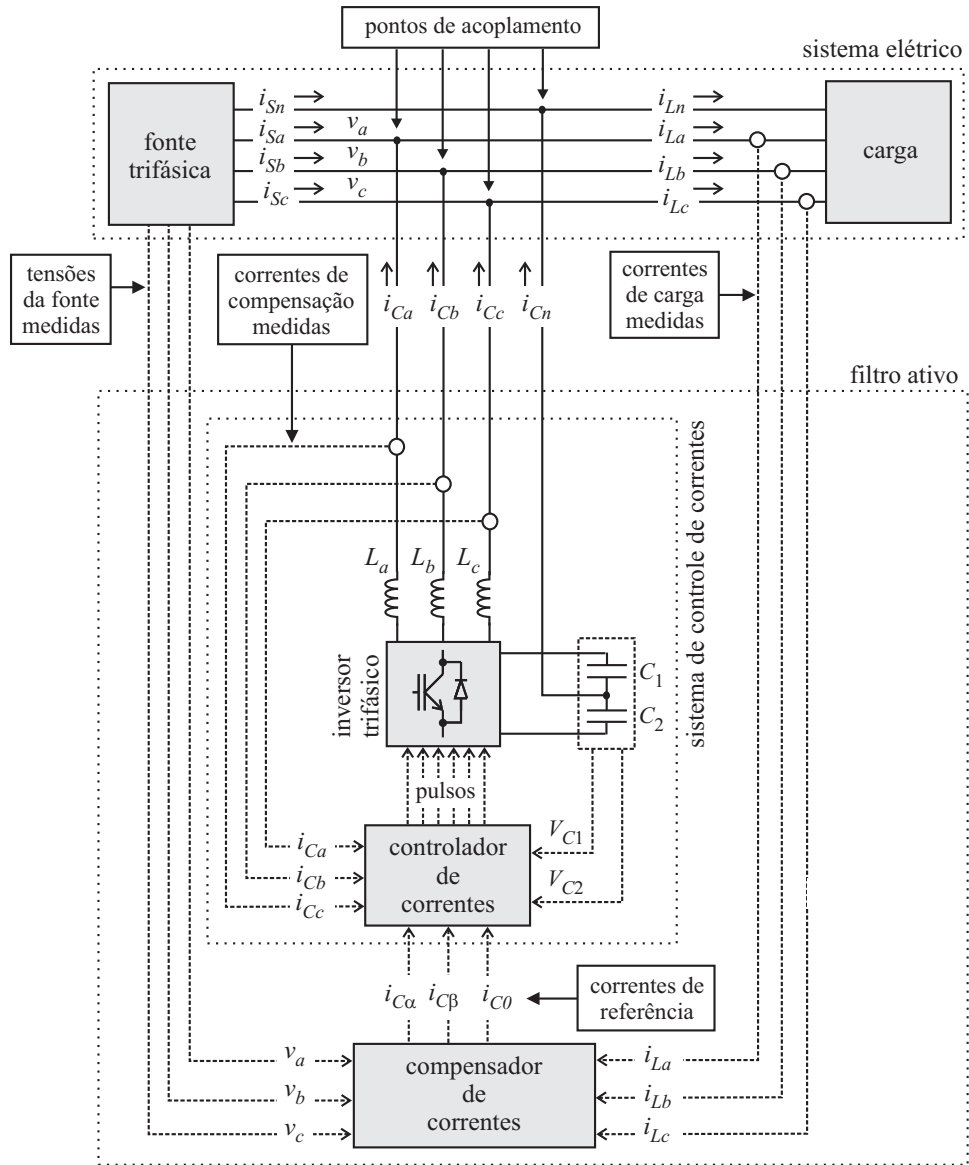 pontos de acoplamento
sistema elétrico
fonte
trifásica
i_Sn
i_Sa
i_Sb
i_Sc
v_a
v_b
v_c
i_Ln
i_La
i_Lb
i_Lc
carga
tensões
da fonte
medidas
correntes de
compensação
medidas
i_Ca
i_Cb
i_Cc
i_Cn
correntes
de carga
medidas
filtro ativo
sistema de controle de correntes
L_a
L_b
L_c
inversor
trifásico
C_1
C_2
pulsos
V_C1
V_C2
i_Ca
i_Cb
i_Cc
controlador
de
correntes
i_Cα
i_Cβ
i_C0
correntes de
referência
v_a
v_b
v_c
compensador
de
correntes
i_La
i_Lb
i_Lc